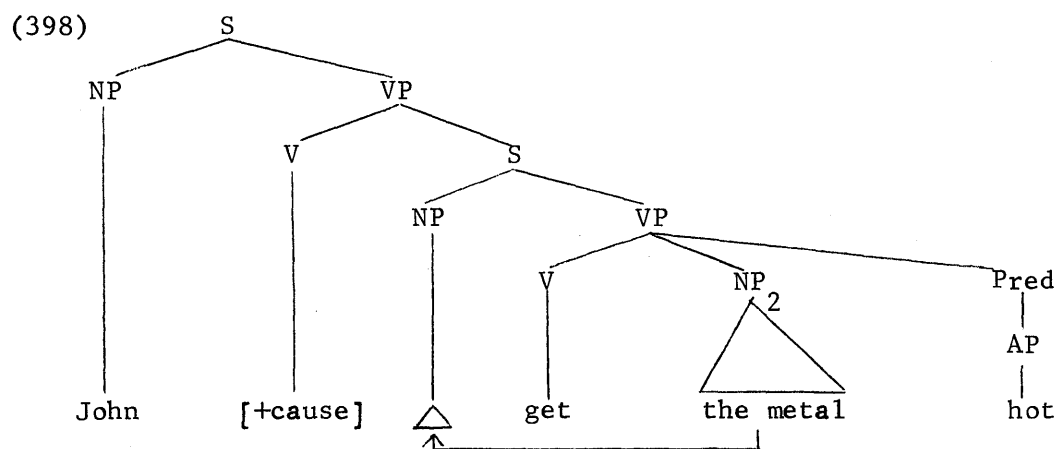 (398)
S
NP VP
V S
NP VP
V NP2 Pred
AP
John [+cause] △ get the metal hot